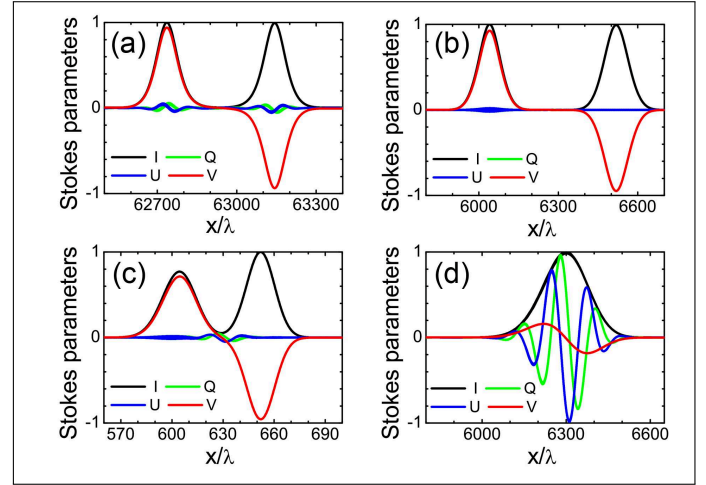 (a)
Stokes parameters
1
0
-1
I Q
U V
62700 63000 63300
x/λ
(b)
Stokes parameters
1
0
-1
I Q
U V
6000 6300 6600
x/λ
(c)
Stokes parameters
1
0
-1
I Q
U V
570 600 630 660 690
x/λ
(d)
Stokes parameters
1
0
-1
I Q
U V
6000 6300 6600
x/λ